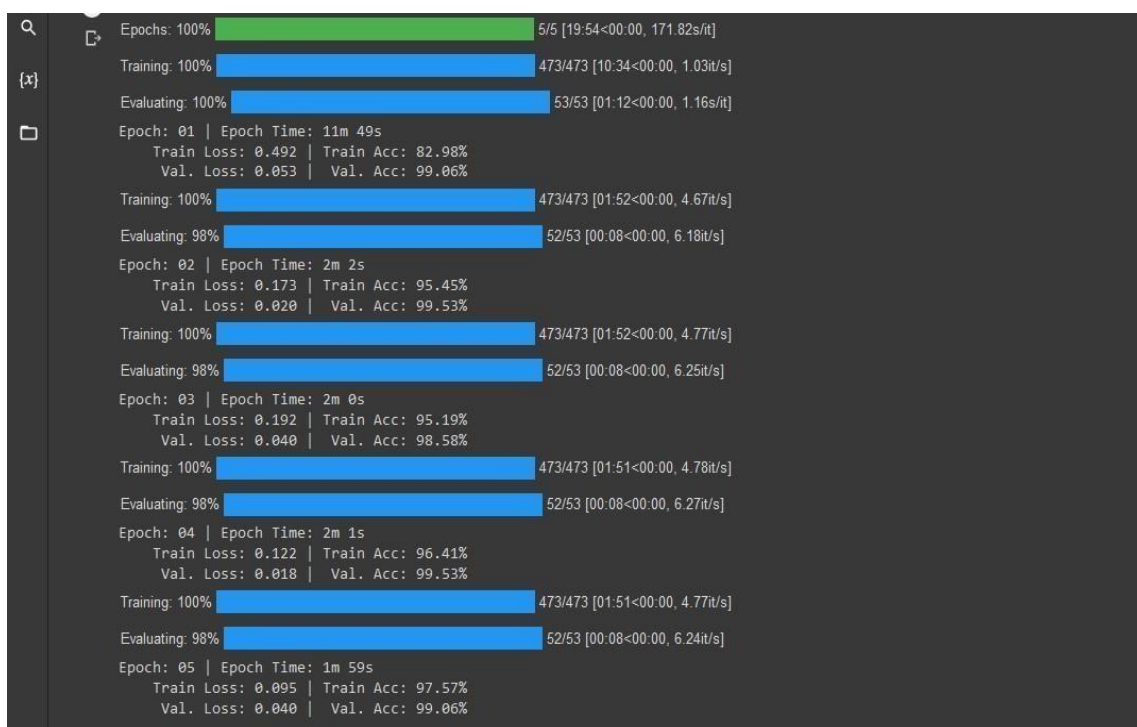 {x}
Epochs: 100% 5/5 [19:54<00:00, 171.82s/it]
Training: 100% 473/473 [10:34<00:00, 1.03it/s]
Evaluating: 100% 53/53 [01:12<00:00, 1.16s/it]
Epoch: 01 | Epoch Time: 11m 49s
Train Loss: 0.492 | Train Acc: 82.98%
Val. Loss: 0.053 | Val. Acc: 99.06%
Training: 100% 473/473 [01:52<00:00, 4.67it/s]
Evaluating: 98% 52/53 [00:08<00:00, 6.18it/s]
Epoch: 02 | Epoch Time: 2m 2s
Train Loss: 0.173 | Train Acc: 95.45%
Val. Loss: 0.020 | Val. Acc: 99.53%
Training: 100% 473/473 [01:52<00:00, 4.77it/s]
Evaluating: 98% 52/53 [00:08<00:00, 6.25it/s]
Epoch: 03 | Epoch Time: 2m 0s
Train Loss: 0.192 | Train Acc: 95.19%
Val. Loss: 0.040 | Val. Acc: 98.58%
Training: 100% 473/473 [01:51<00:00, 4.78it/s]
Evaluating: 98% 52/53 [00:08<00:00, 6.27it/s]
Epoch: 04 | Epoch Time: 2m 1s
Train Loss: 0.122 | Train Acc: 96.41%
Val. Loss: 0.018 | Val. Acc: 99.53%
Training: 100% 473/473 [01:51<00:00, 4.77it/s]
Evaluating: 98% 52/53 [00:08<00:00, 6.24it/s]
Epoch: 05 | Epoch Time: 1m 59s
Train Loss: 0.095 | Train Acc: 97.57%
Val. Loss: 0.040 | Val. Acc: 99.06%